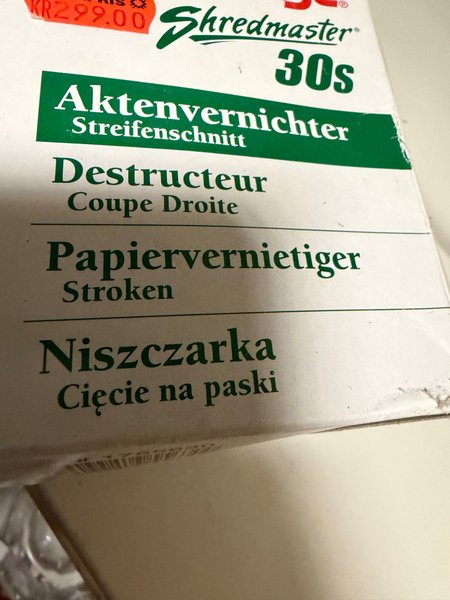 KR299.00
Shredmaster®
30s
Aktenvernichter
Streifenschnitt
Destructeur
Coupe Droite
Papiervernietiger
Stroken
Niszczarka
Cięcie na paski